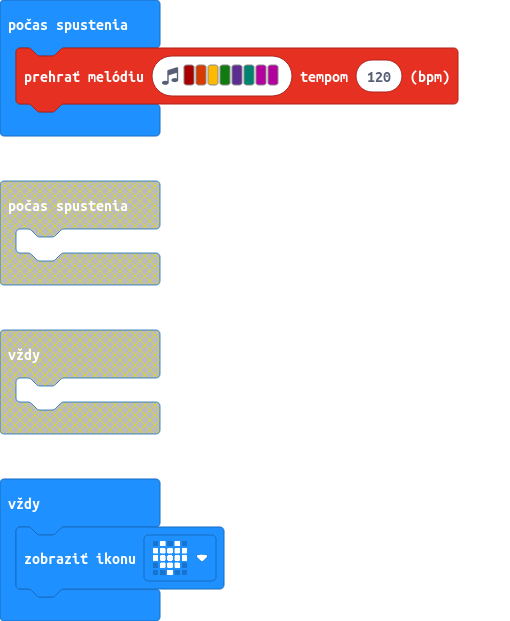 počas spustenia
prehrať melódiu tempom 120 (bpm)
počas spustenia
vždy
vždy
zobraziť ikonu